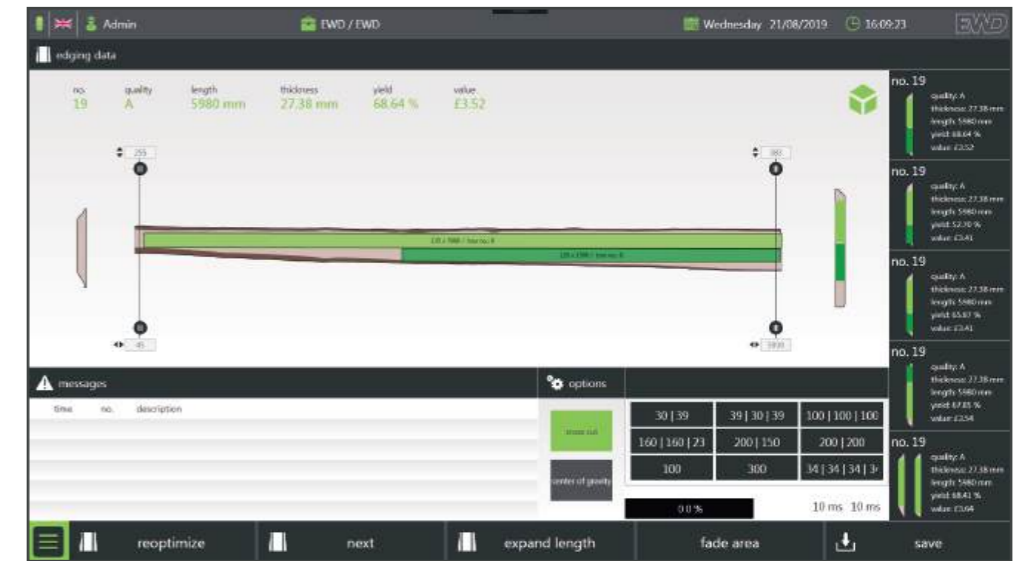 Admin
EWD / EWD
Wednesday 21/08/2019
16:09:23
EWD
edging data
no. quality length thickness yield value
19 A 5980 mm 27.38 mm 68.64 % £3.52
255
45
messages
time no. description
options
center of gravity
30 | 39 39 | 30 | 39 100 | 100 | 100
160 | 160 | 23 200 | 150 200 | 200
100 300 34 | 34 | 34 | 3
0.0 %
10 ms 10 ms
no. 19
quality: A
thickness: 27.38 mm
length: 5980 mm
yield: 68.64 %
value: £3.52
no. 19
quality: A
thickness: 27.38 mm
length: 5980 mm
yield: 52.70 %
value: £3.41
no. 19
quality: A
thickness: 27.38 mm
length: 5980 mm
yield: 65.87 %
value: £3.41
no. 19
quality: A
thickness: 27.38 mm
length: 5980 mm
yield: 67.85 %
value: £3.54
no. 19
quality: A
thickness: 27.38 mm
length: 5980 mm
yield: 68.41 %
value: £3.64
reoptimize
next
expand length
fade area
save